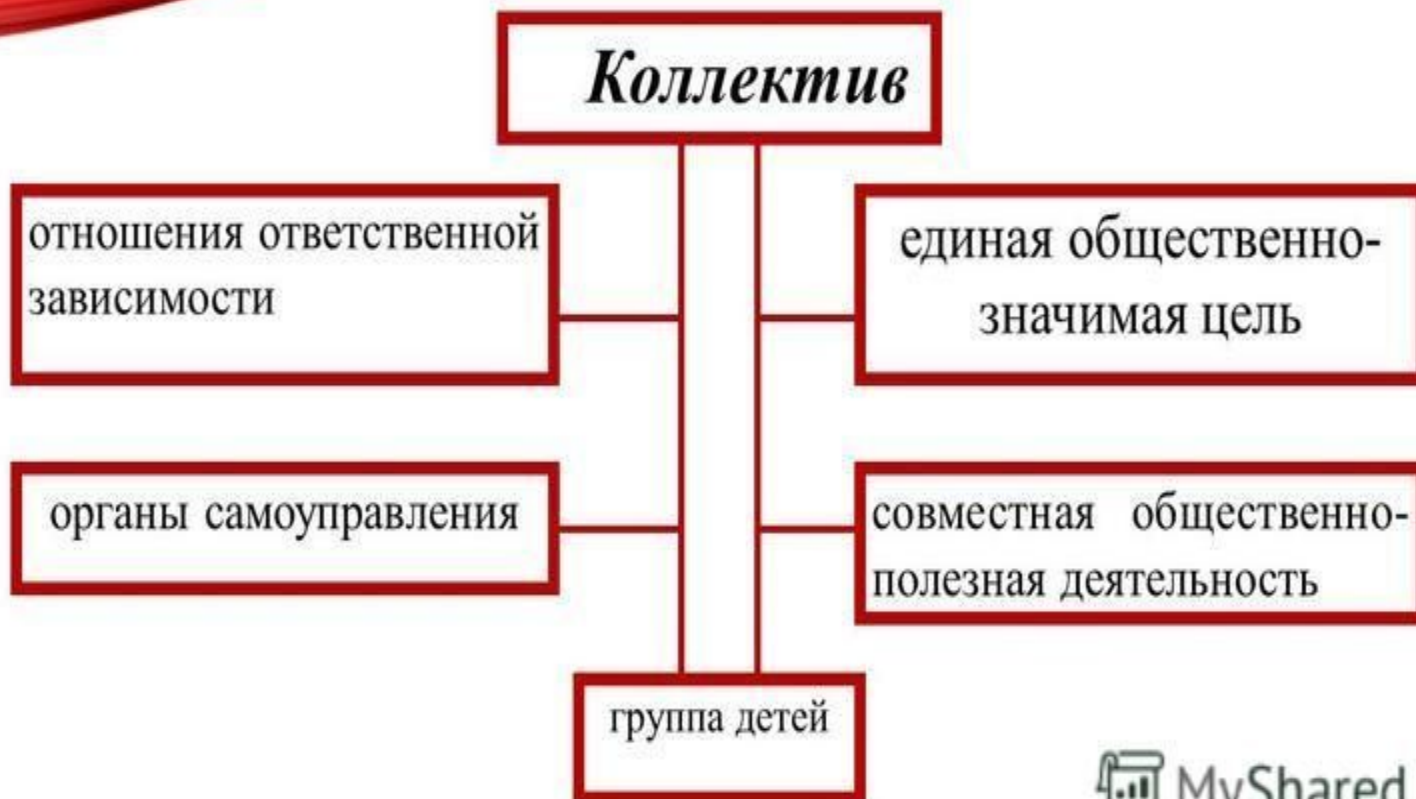 Коллектив
отношения ответственной
зависимости
единая общественно-
значимая цель
органы самоуправления
совместная общественно-
полезная деятельность
группа детей
MyShared